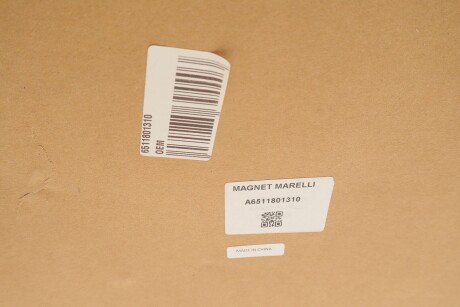 6511801310
OEM
MAGNET MARELLI
A6511801310
MADE IN CHINA